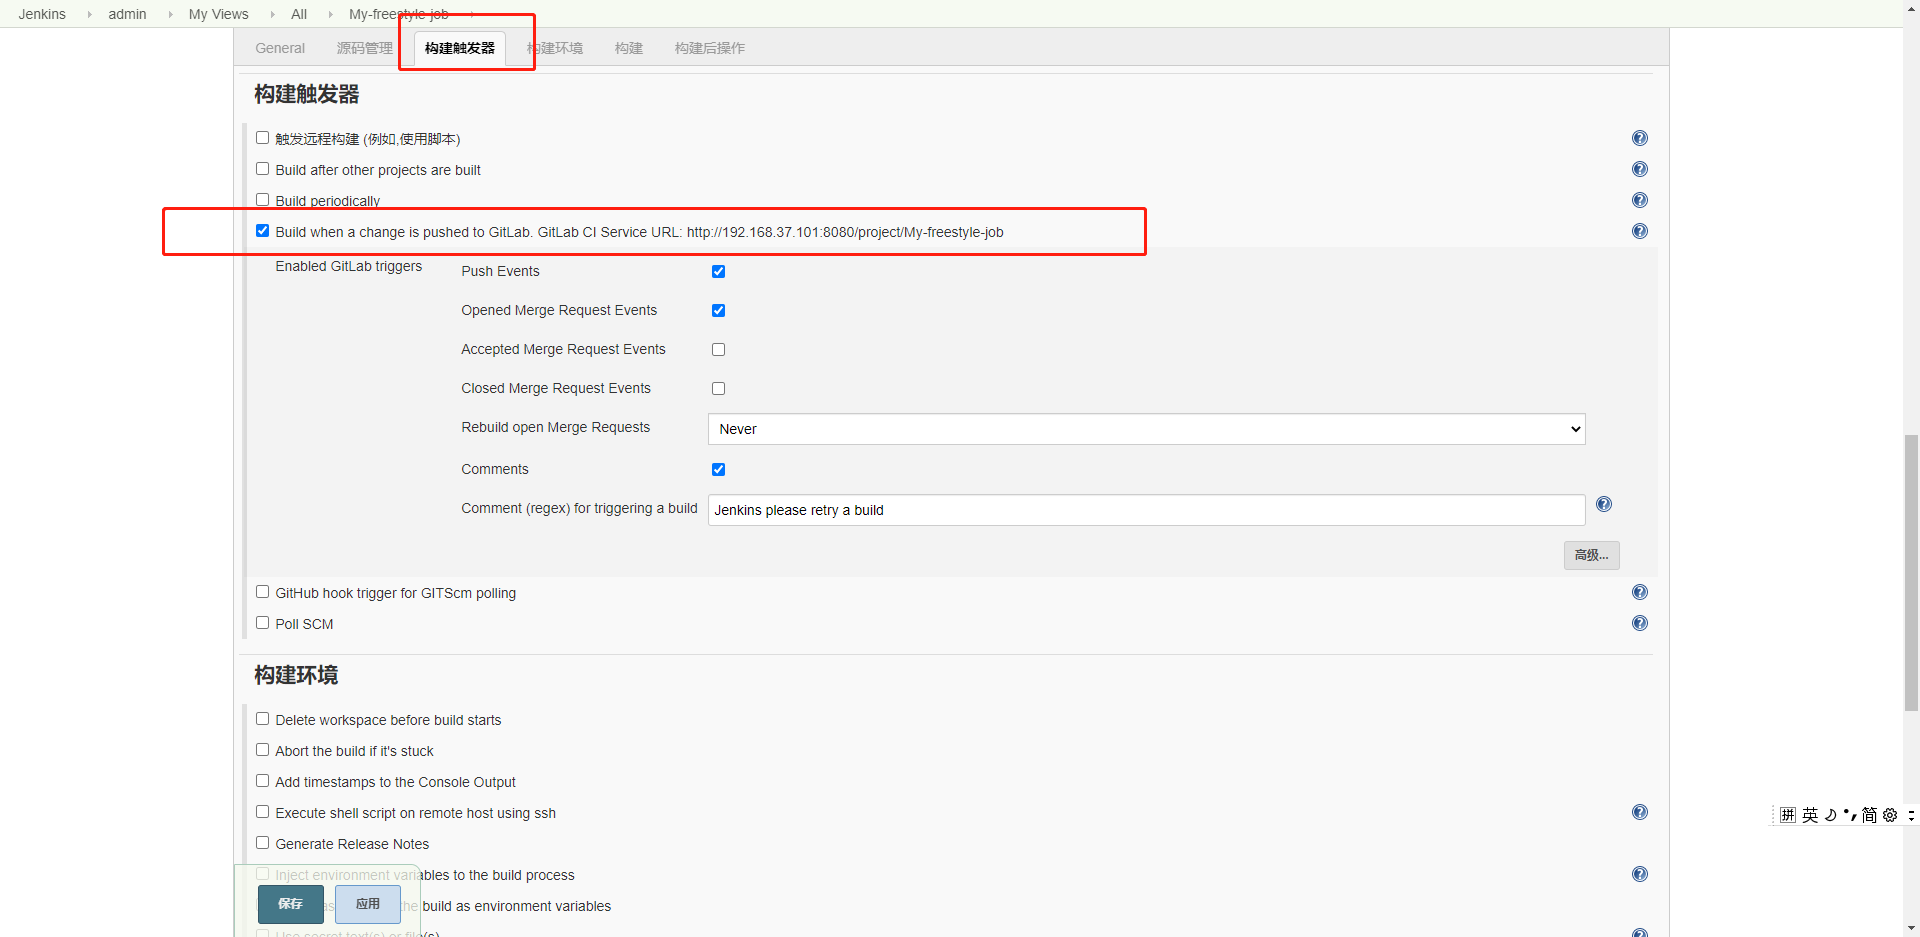 Jenkins admin My Views All My-freestyle-job
General 源码管理 构建触发器 构建环境 构建 构建后操作
构建触发器
触发远程构建 (例如,使用脚本)
Build after other projects are built
Build periodically
Build when a change is pushed to GitLab. GitLab CI Service URL: http://192.168.37.101:8080/project/My-freestyle-job
Enabled GitLab triggers
Push Events
Opened Merge Request Events
Accepted Merge Request Events
Closed Merge Request Events
Rebuild open Merge Requests Never
Comments
Comment (regex) for triggering a build Jenkins please retry a build
高级...
GitHub hook trigger for GITScm polling
Poll SCM
构建环境
Delete workspace before build starts
Abort the build if it's stuck
Add timestamps to the Console Output
Execute shell script on remote host using ssh
拼 英 简
Generate Release Notes
Inject environment variables to the build process
保存 应用 the build as environment variables
Use secret text(s) or file(s)